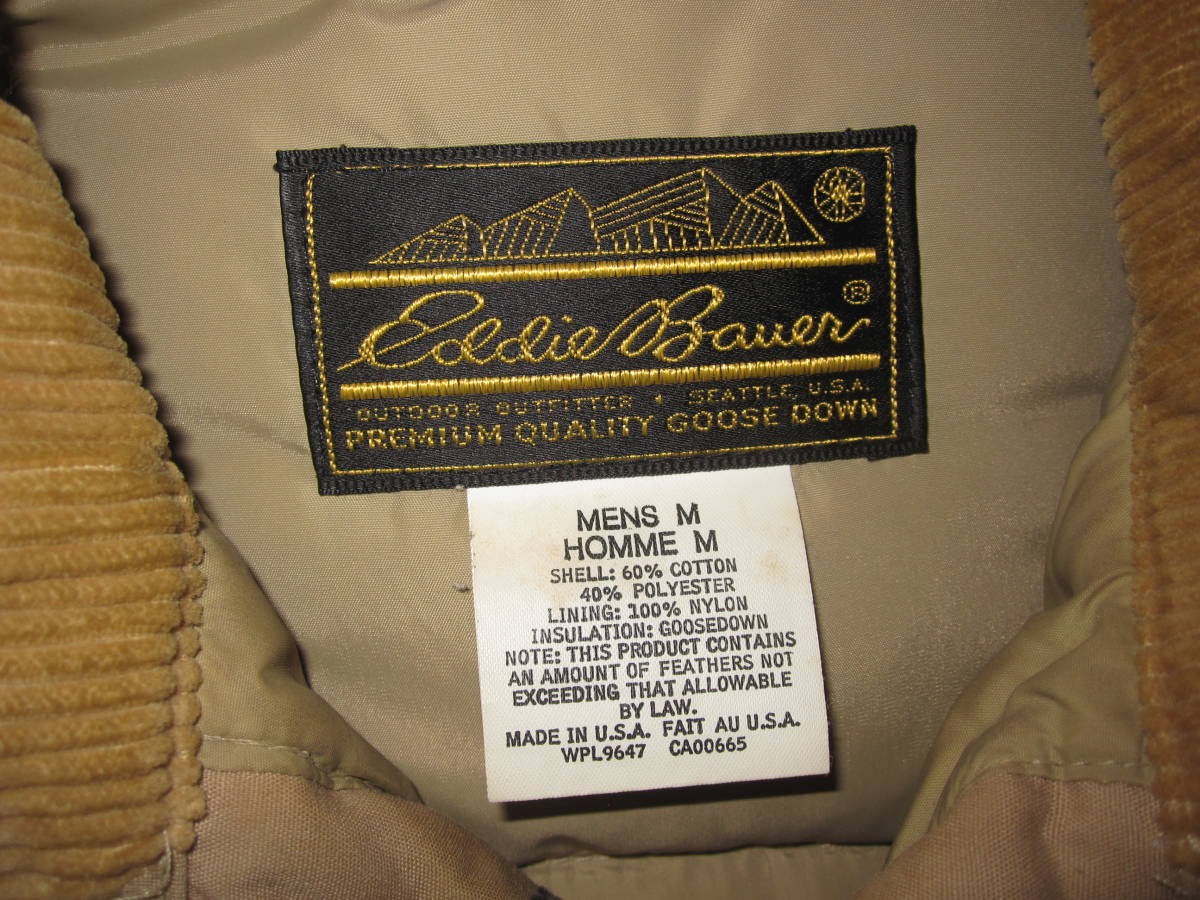 Eddie Bauer ®
OUTDOOR OUTFITTER • SEATTLE, U.S.A.
PREMIUM QUALITY GOOSE DOWN
MENS M
HOMME M
SHELL: 60% COTTON
40% POLYESTER
LINING: 100% NYLON
INSULATION: GOOSEDOWN
NOTE: THIS PRODUCT CONTAINS
AN AMOUNT OF FEATHERS NOT
EXCEEDING THAT ALLOWABLE
BY LAW.
MADE IN U.S.A. FAIT AU U.S.A.
WPL9647 CA00665